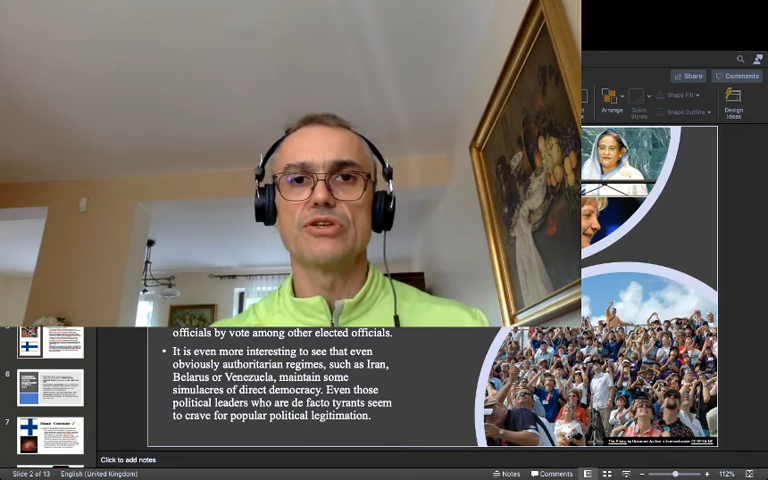 Share
Comments
Arrange
Quick
Styles
Shape Fill
Shape Outline
Design
Ideas
officials by vote among other elected officials.
• It is even more interesting to see that even
obviously authoritarian regimes, such as Iran,
Belarus or Venezuela, maintain some
simulacres of direct democracy. Even those
political leaders who are de facto tyrants seem
to crave for popular political legitimation.
6
7
Click to add notes
Slide 2 of 13
English (United Kingdom)
Notes
Comments
112%